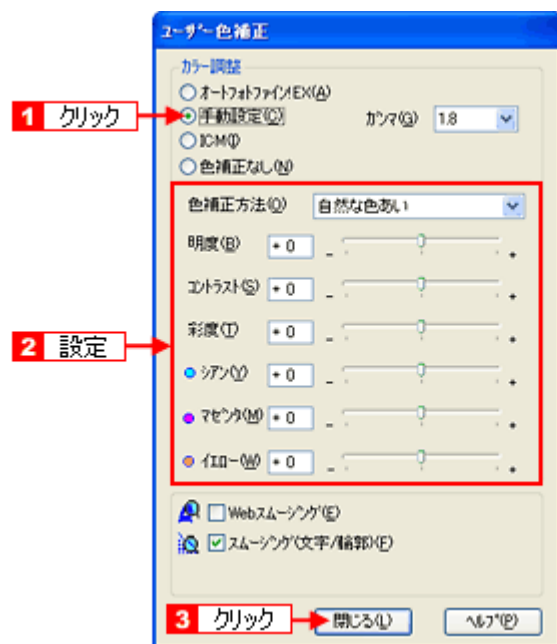 ユーザー色補正
カラー調整
オートフォトファイン!EX(A)
1 クリック
手動設定(C)
ガンマ(G)
1.8
ICM(I)
色補正なし(N)
色補正方法(O)
自然な色あい
明度(B)
+ 0
-
+
コントラスト(S)
+ 0
-
+
彩度(T)
+ 0
-
+
2 設定
シアン(Y)
+ 0
-
+
マゼンタ(M)
+ 0
-
+
イエロー(W)
+ 0
-
+
Webスムージング(E)
スムージング(文字/輪郭)(F)
3 クリック
閉じる(L)
ヘルプ(P)